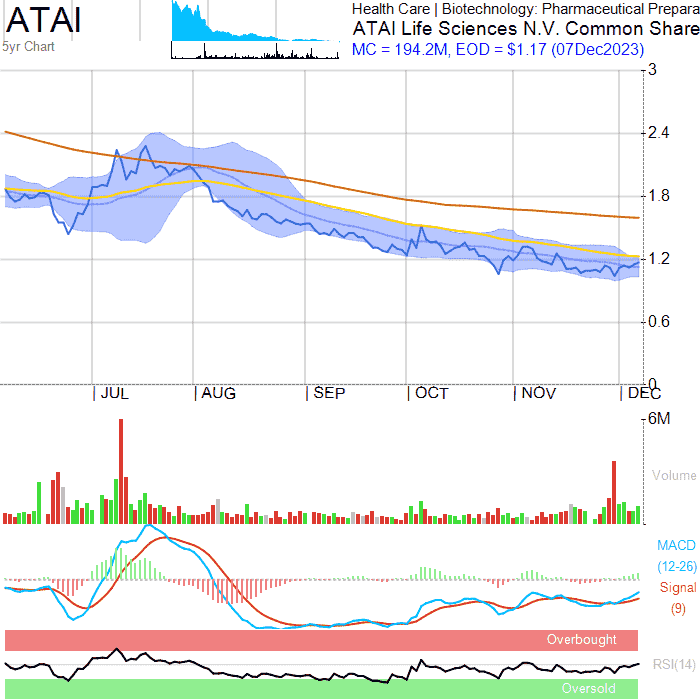 ATAI
5yr Chart
Health Care | Biotechnology: Pharmaceutical Prepara
ATAI Life Sciences N.V. Common Share
MC = 194.2M, EOD = $1.17 (07Dec2023)
3
2.4
1.8
1.2
0.6
0
JUL AUG SEP OCT NOV DEC
6M
Volume
MACD
(12-26)
Signal
(9)
Overbought
RSI(14)
Oversold